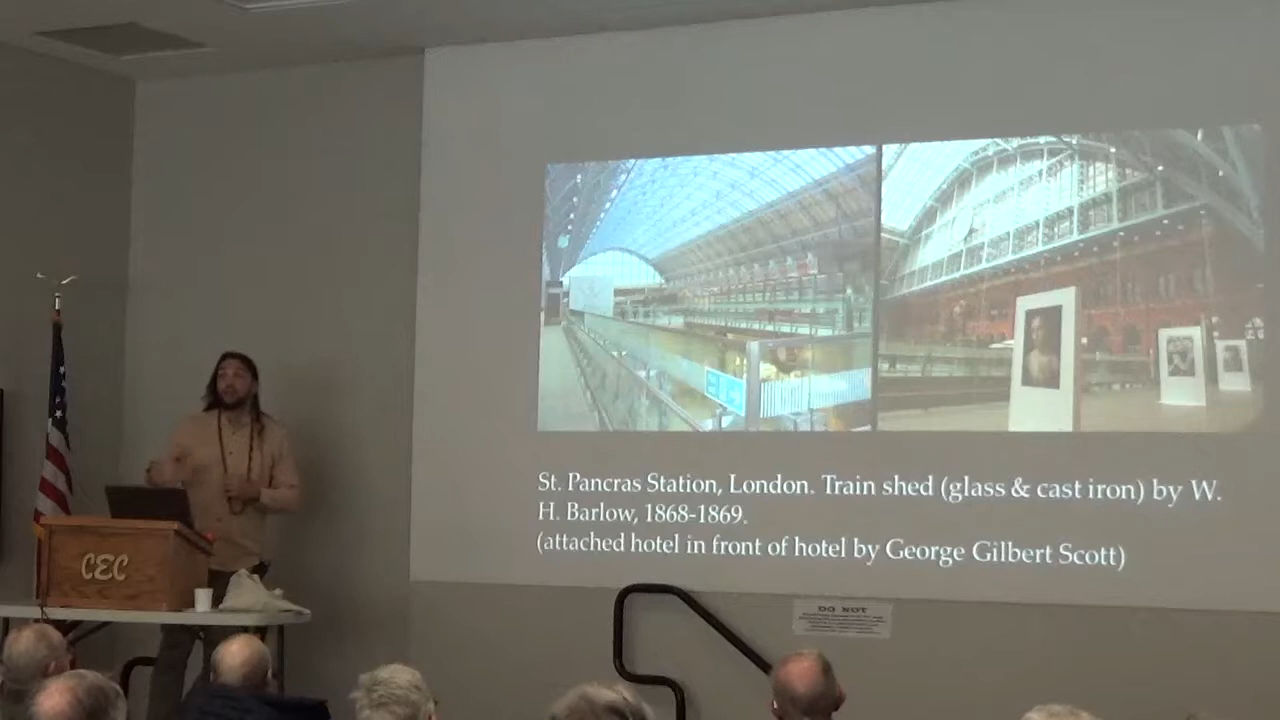 St. Pancras Station, London. Train shed (glass & cast iron) by W.
H. Barlow, 1868-1869.
(attached hotel in front of hotel by George Gilbert Scott)
CEC
DO NOT